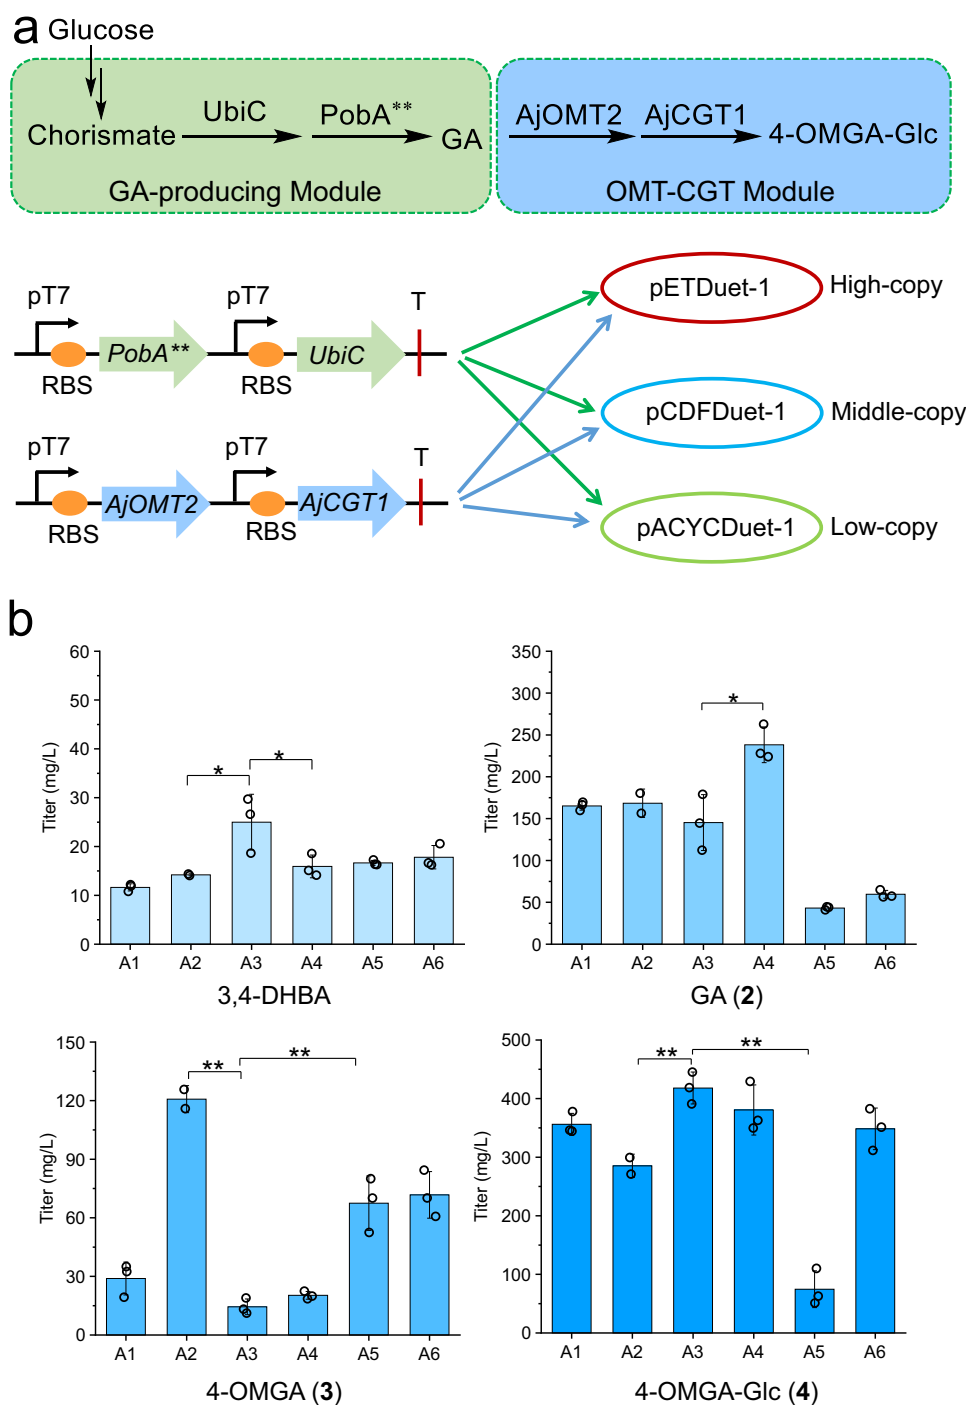 a
Glucose
Chorismate
UbiC
PobA**
GA
AjOMT2
AjCGT1
4-OMGA-Glc
GA-producing Module
OMT-CGT Module
pT7
pT7
T
PobA**
UbiC
RBS
RBS
pT7
pT7
T
AjOMT2
AjCGT1
RBS
RBS
pETDuet-1
High-copy
pCDFDuet-1
Middle-copy
pACYCDuet-1
Low-copy
b
Titer (mg/L)
60
50
40
30
20
10
0
*
*
A1 A2 A3 A4 A5 A6
3,4-DHBA
Titer (mg/L)
350
300
250
200
150
100
50
0
*
A1 A2 A3 A4 A5 A6
GA (2)
Titer (mg/L)
150
120
90
60
30
0
**
**
A1 A2 A3 A4 A5 A6
4-OMGA (3)
Titer (mg/L)
500
400
300
200
100
0
**
**
A1 A2 A3 A4 A5 A6
4-OMGA-Glc (4)